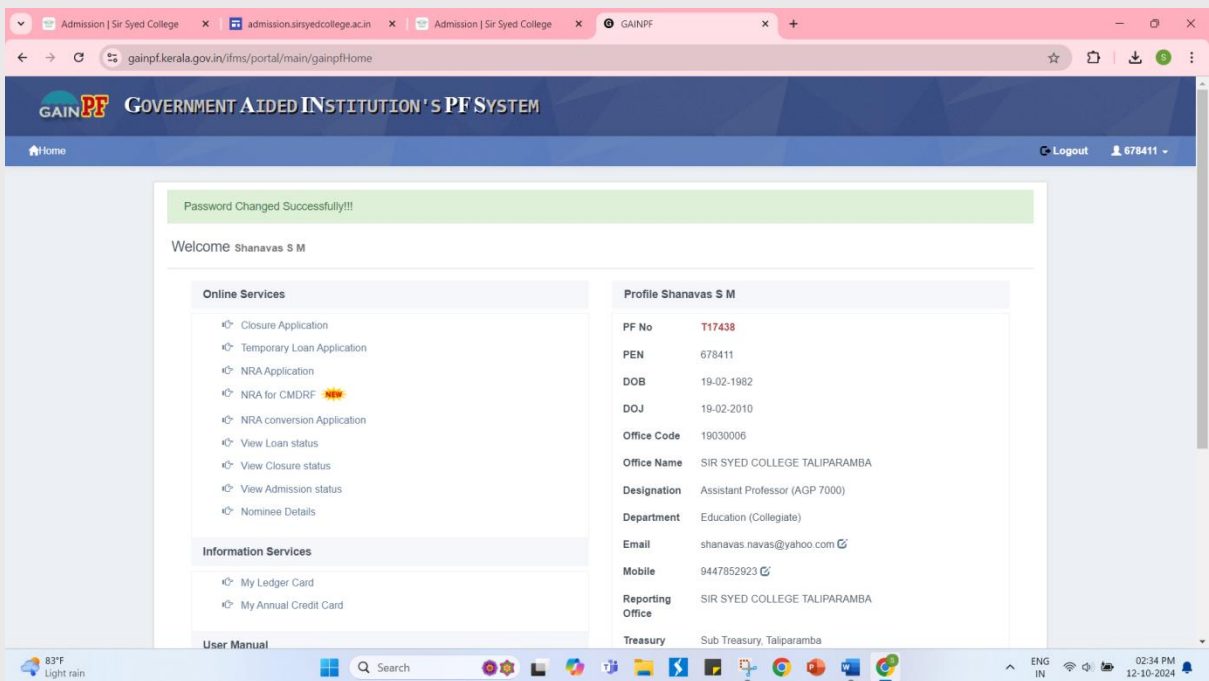 Admission | Sir Syed College
admission.sirsyedcollege.ac.in
Admission | Sir Syed College
GAINPF
gainpf.kerala.gov.in/ifms/portal/main/gainpfHome
S
GAIN PF GOVERNMENT AIDED INSTITUTION'S PF SYSTEM
Home
Logout
678411
Password Changed Successfully!!!
Welcome Shanavas S M
Online Services
Closure Application
Temporary Loan Application
NRA Application
NRA for CMDRF NEW
NRA conversion Application
View Loan status
View Closure status
View Admission status
Nominee Details
Information Services
My Ledger Card
My Annual Credit Card
User Manual
Profile Shanavas S M
PF No T17438
PEN 678411
DOB 19-02-1982
DOJ 19-02-2010
Office Code 19030006
Office Name SIR SYED COLLEGE TALIPARAMBA
Designation Assistant Professor (AGP 7000)
Department Education (Collegiate)
Email shanavas.navas@yahoo.com
Mobile 9447852923
Reporting SIR SYED COLLEGE TALIPARAMBA
Office
Treasury Sub Treasury, Taliparamba
83°F
Light rain
Search
ENG
IN
02:34 PM
12-10-2024